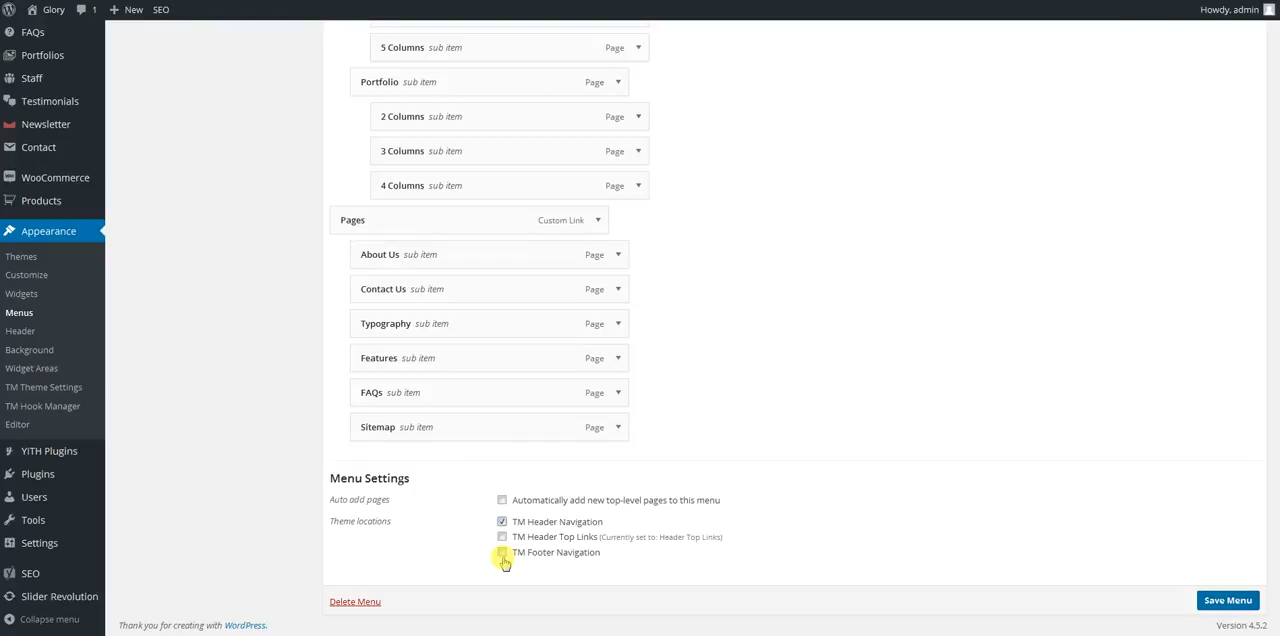 Glory 1 New SEO Howdy, admin
FAQs
Portfolios
Staff
Testimonials
Newsletter
Contact
WooCommerce
Products
Appearance
Themes
Customize
Widgets
Menus
Header
Background
Widget Areas
TM Theme Settings
TM Hook Manager
Editor
YITH Plugins
Plugins
Users
Tools
Settings
SEO
Slider Revolution
Collapse menu
5 Columns sub item Page
Portfolio sub item Page
2 Columns sub item Page
3 Columns sub item Page
4 Columns sub item Page
Pages Custom Link
About Us sub item Page
Contact Us sub item Page
Typography sub item Page
Features sub item Page
FAQs sub item Page
Sitemap sub item Page
Menu Settings
Auto add pages Automatically add new top-level pages to this menu
Theme locations TM Header Navigation
TM Header Top Links (Currently set to: Header Top Links)
TM Footer Navigation
Delete Menu Save Menu
Thank you for creating with WordPress. Version 4.5.2